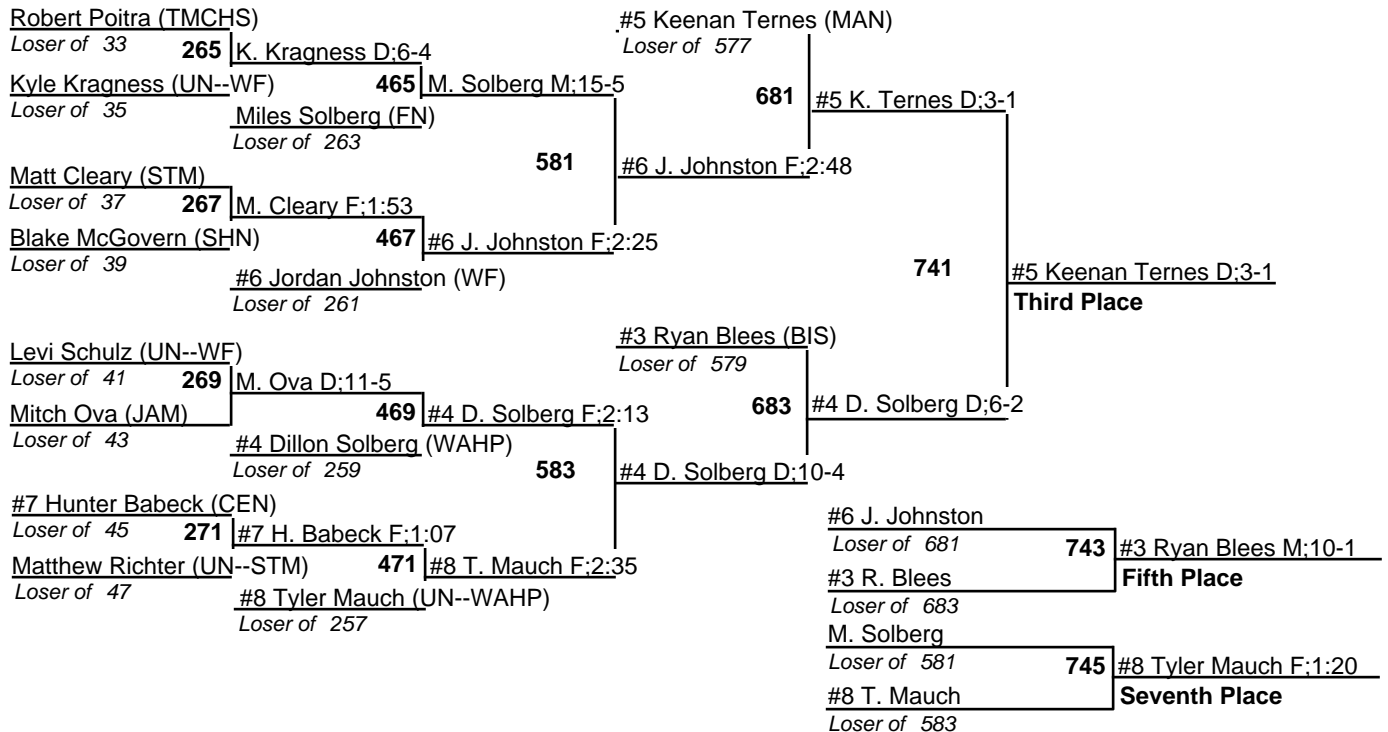 Robert Poitra (TMCHS)
Loser of 33
265
K. Kragness D;6-4
Kyle Kragness (UN--WF)
Loser of 35
465
M. Solberg M;15-5
Miles Solberg (FN)
Loser of 263
581
Matt Cleary (STM)
Loser of 37
267
M. Cleary F;1:53
Blake McGovern (SHN)
Loser of 39
467
#6 J. Johnston F;2:25
#6 Jordan Johnston (WF)
Loser of 261
#5 Keenan Ternes (MAN)
Loser of 577
681
#5 K. Ternes D;3-1
#6 J. Johnston F;2:48
741
#5 Keenan Ternes D;3-1
Third Place
Levi Schulz (UN--WF)
Loser of 41
269
M. Ova D;11-5
Mitch Ova (JAM)
Loser of 43
469
#4 D. Solberg F;2:13
#4 Dillon Solberg (WAHP)
Loser of 259
583
#7 Hunter Babeck (CEN)
Loser of 45
271
#7 H. Babeck F;1:07
Matthew Richter (UN--STM)
Loser of 47
471
#8 T. Mauch F;2:35
#8 Tyler Mauch (UN--WAHP)
Loser of 257
#3 Ryan Blees (BIS)
Loser of 579
683
#4 D. Solberg D;6-2
#4 D. Solberg D;10-4
#6 J. Johnston
Loser of 681
743
#3 Ryan Blees M;10-1
#3 R. Blees
Fifth Place
Loser of 683
M. Solberg
Loser of 581
745
#8 Tyler Mauch F;1:20
#8 T. Mauch
Seventh Place
Loser of 583